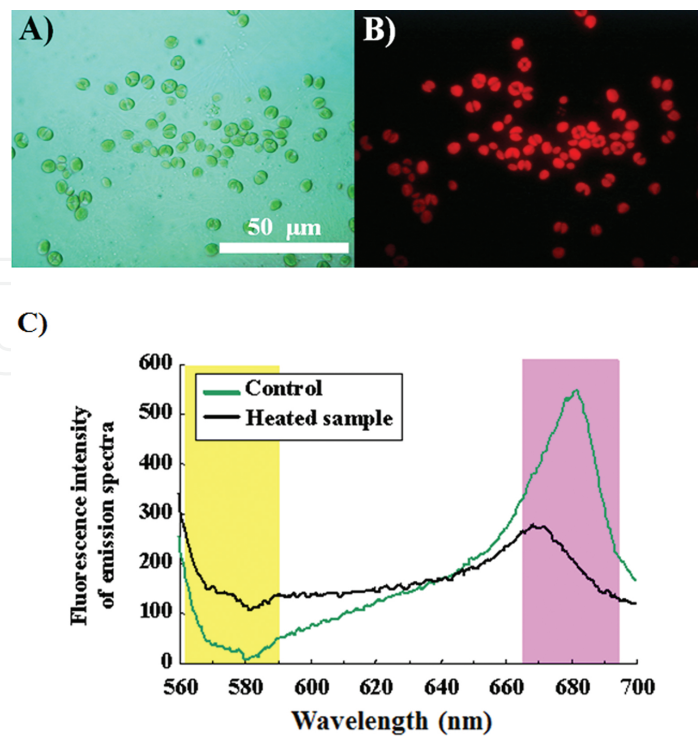 A)
B)
50 μm
C)
Fluorescence intensity
of emission spectra
600
500
400
300
200
100
0
Control
Heated sample
560 580 600 620 640 660 680 700
Wavelength (nm)